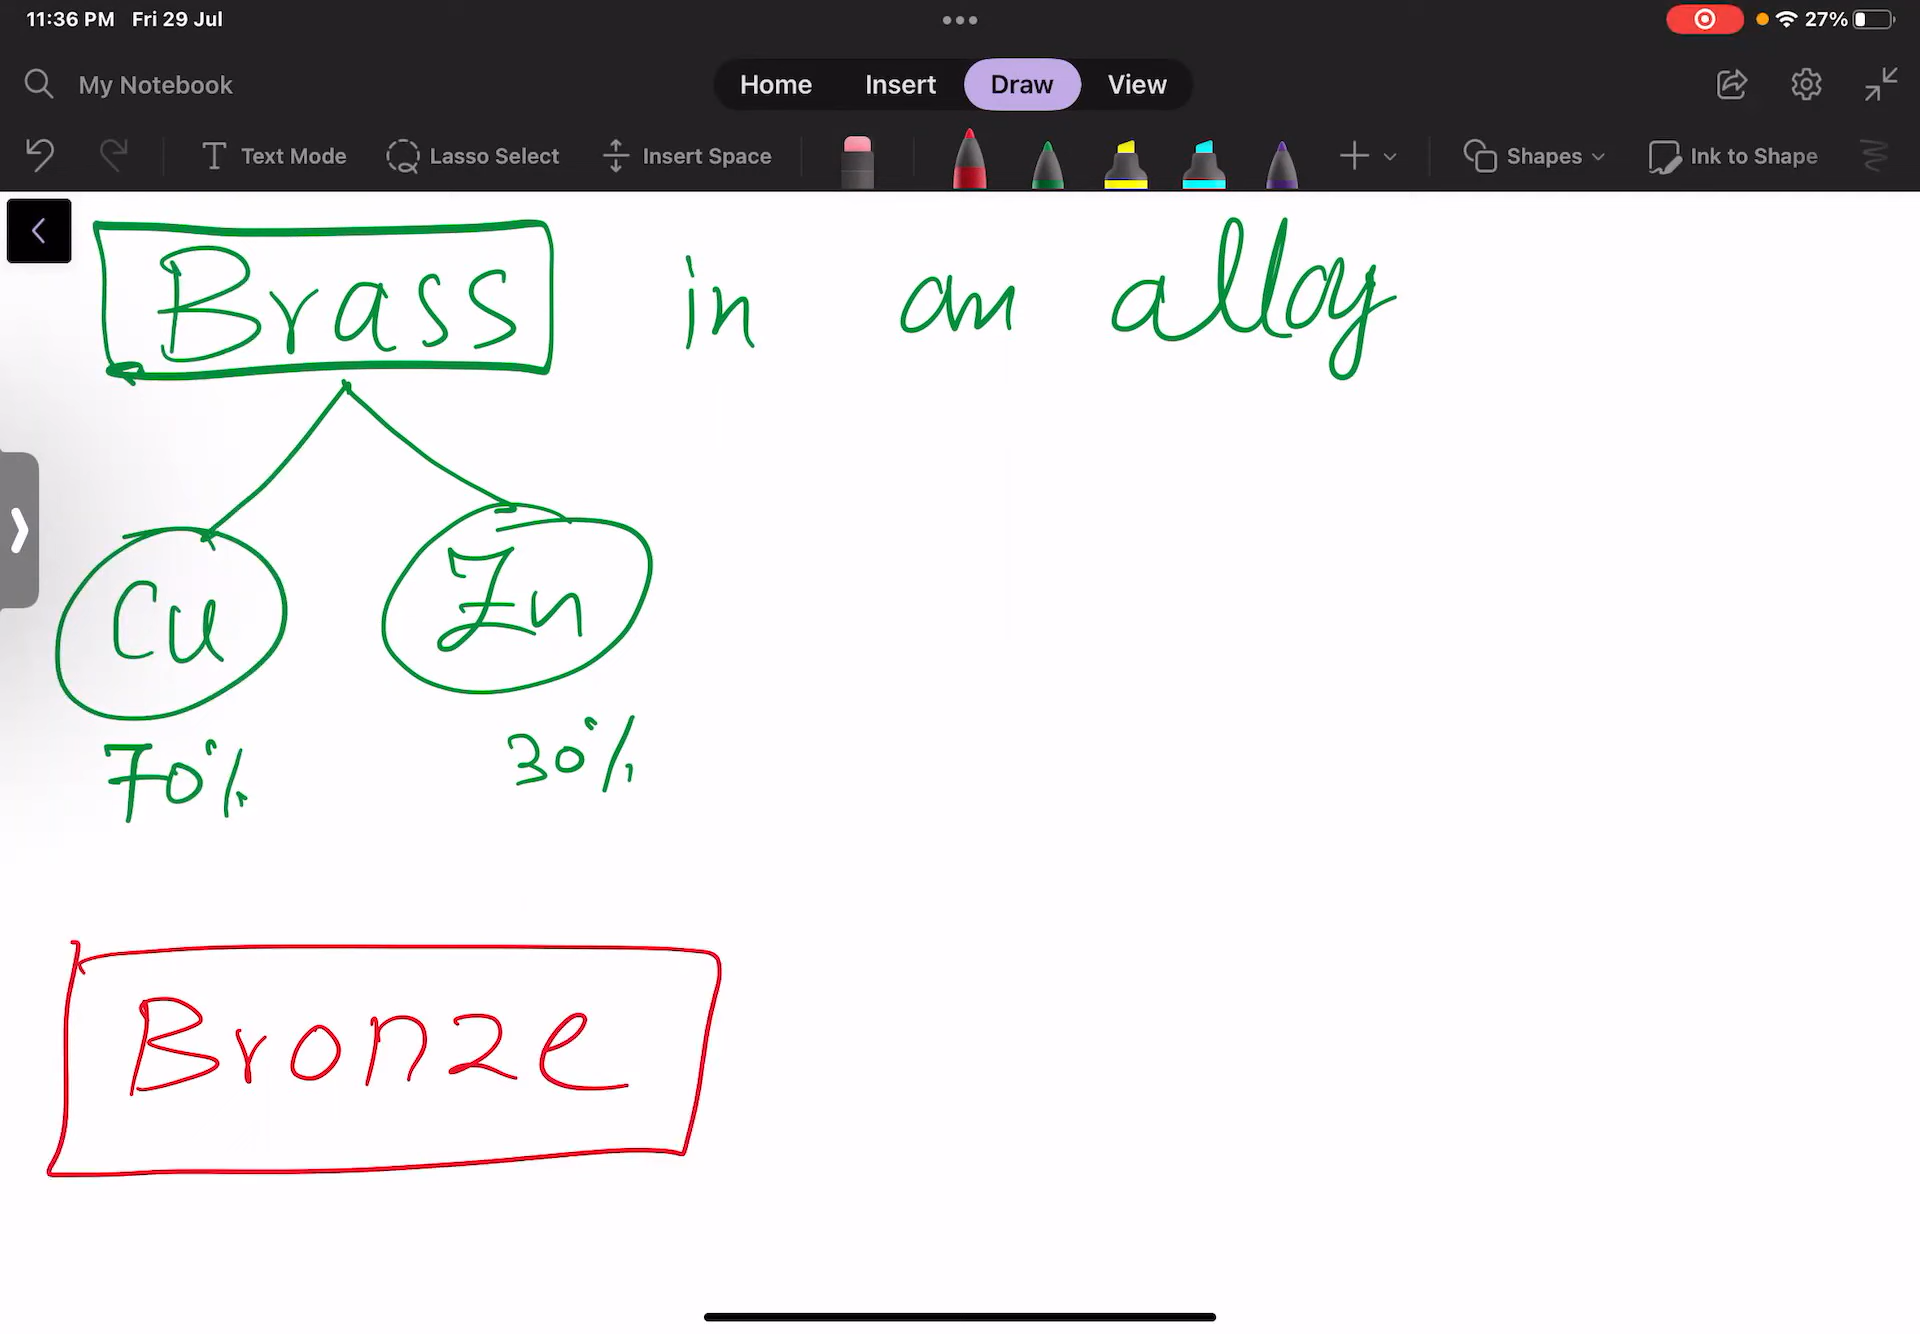 11:36 PM Fri 29 Jul
27%
My Notebook
Home Insert Draw View
Text Mode Lasso Select Insert Space Shapes Ink to Shape
Brass in an alloy
Cu Zn
70% 30%
Bronze